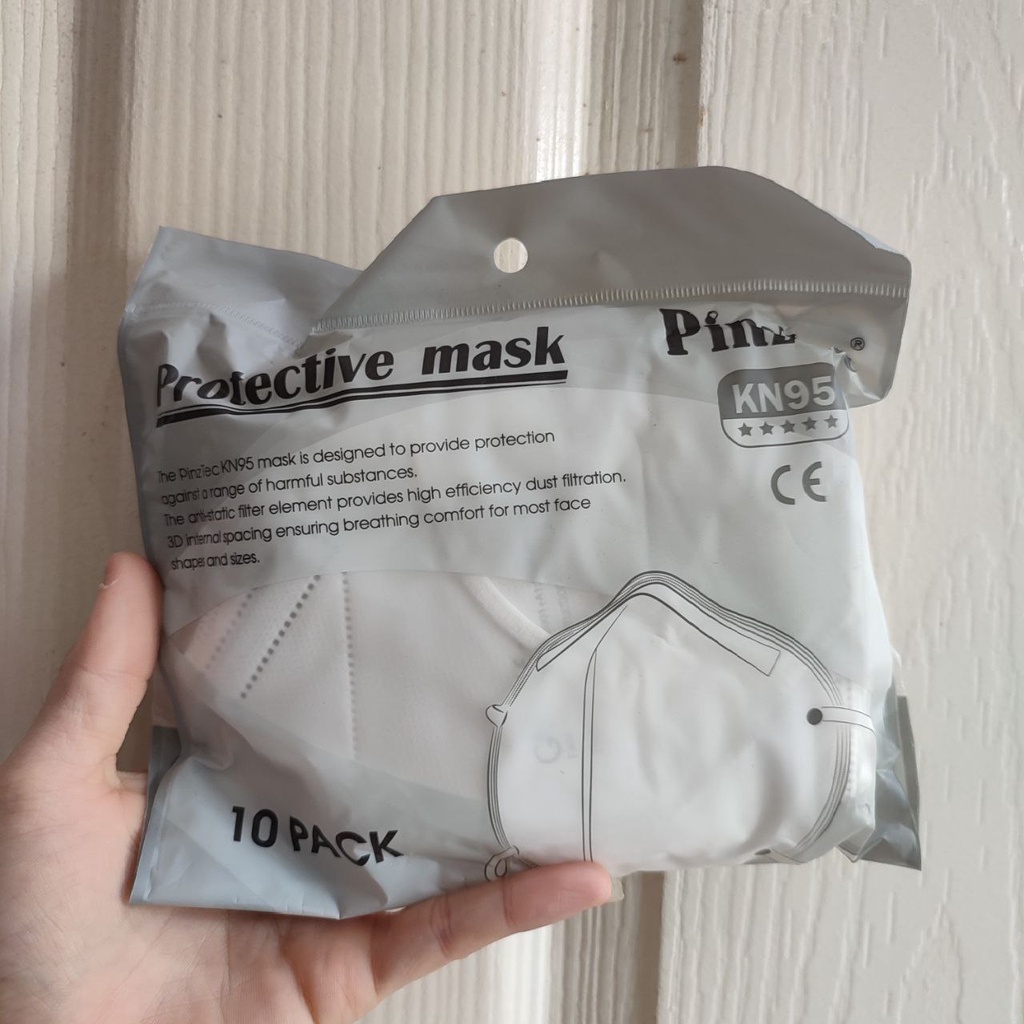 Protective mask
Pinz
®
KN95
CE
The PinzTec KN95 mask is designed to provide protection
against a range of harmful substances.
The anti-static filter element provides high efficiency dust filtration.
3D internal spacing ensuring breathing comfort for most face
shapes and sizes.
10 PACK